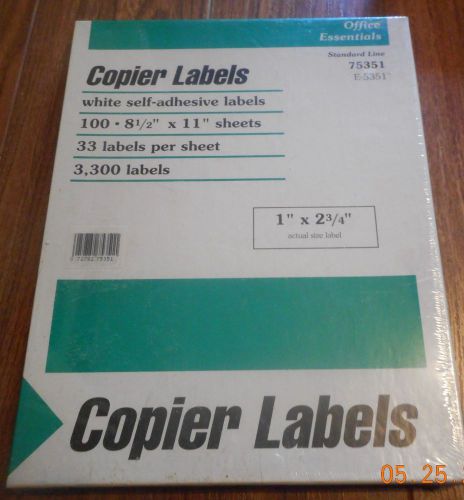 Office
Essentials
Standard Line
75351
E-5351
Copier Labels
white self-adhesive labels
100 • 8½" x 11" sheets
33 labels per sheet
3,300 labels
1" x 2¾"
actual size label
Copier Labels
05 25